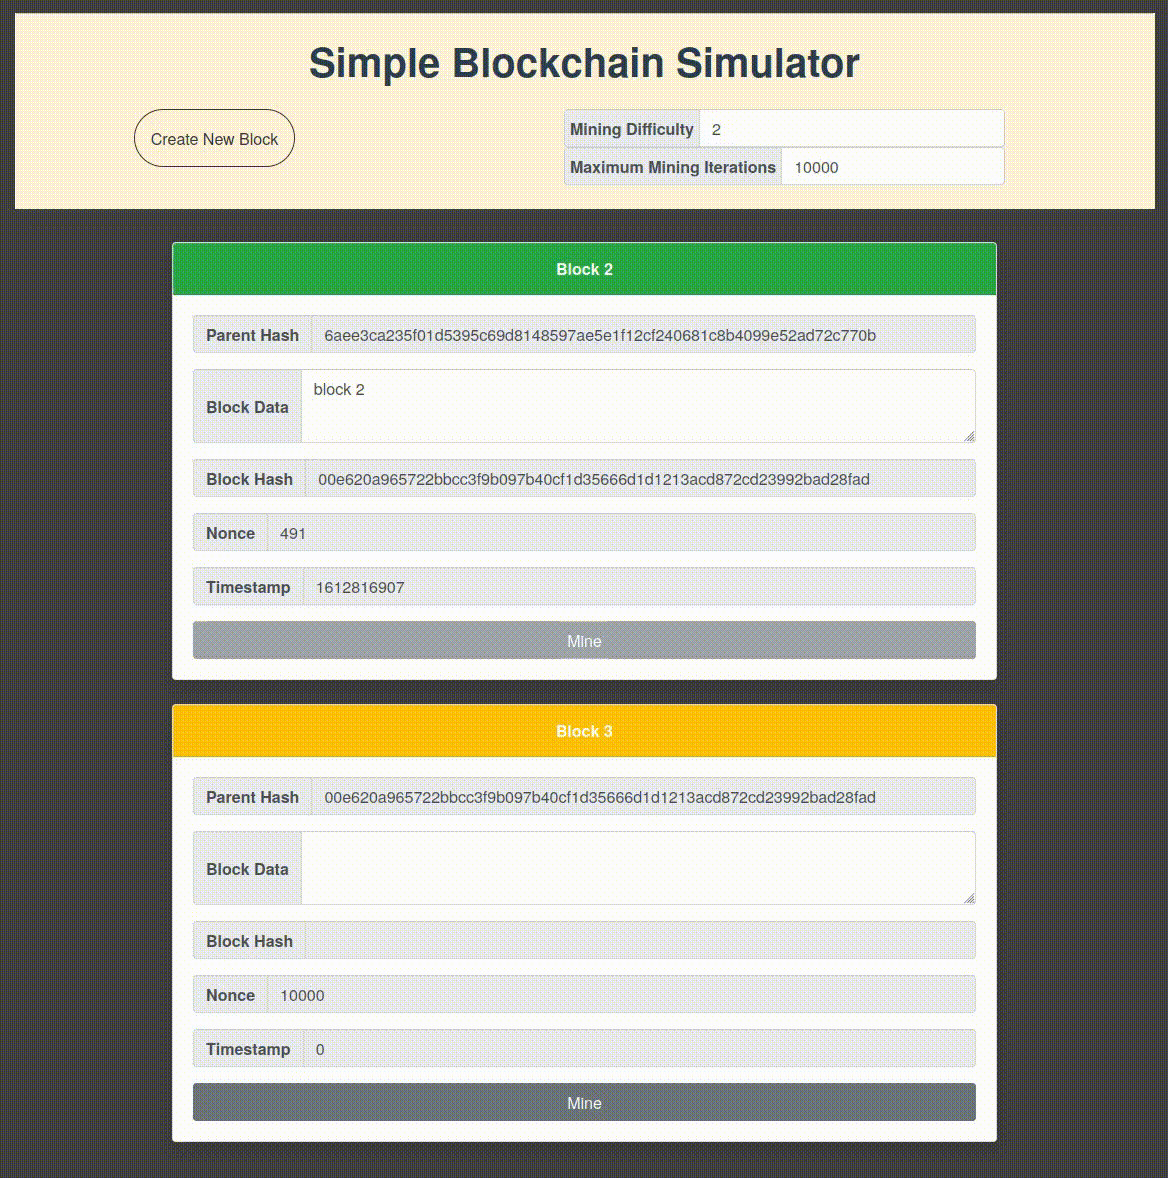 Simple Blockchain Simulator
Create New Block
Mining Difficulty 2
Maximum Mining Iterations 10000
Block 2
Parent Hash 6aee3ca235f01d5395c69d8148597ae5e1f12cf240681c8b4099e52ad72c770b
Block Data block 2
Block Hash 00e620a965722bbcc3f9b097b40cf1d35666d1d1213acd872cd23992bad28fad
Nonce 491
Timestamp 1612816907
Mine
Block 3
Parent Hash 00e620a965722bbcc3f9b097b40cf1d35666d1d1213acd872cd23992bad28fad
Block Data
Block Hash
Nonce 10000
Timestamp 0
Mine